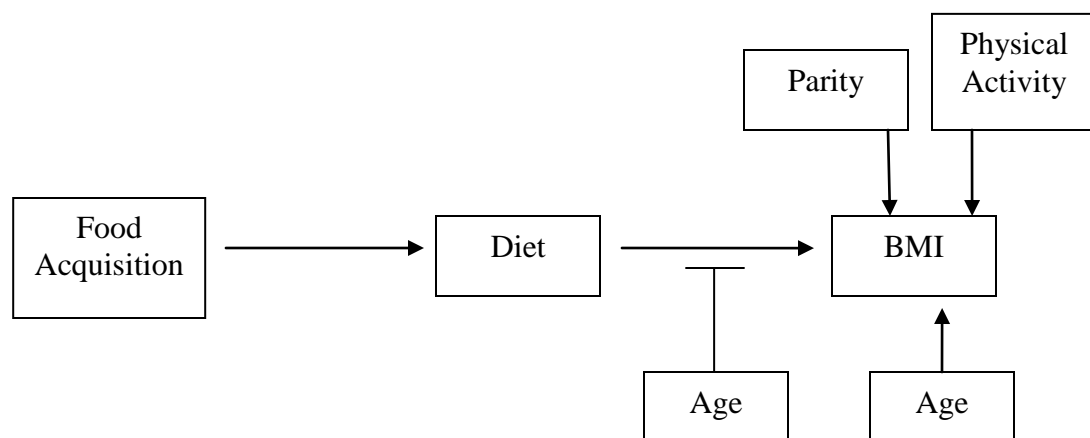 Parity
Physical
Activity
Food
Acquisition
Diet
BMI
Age
Age